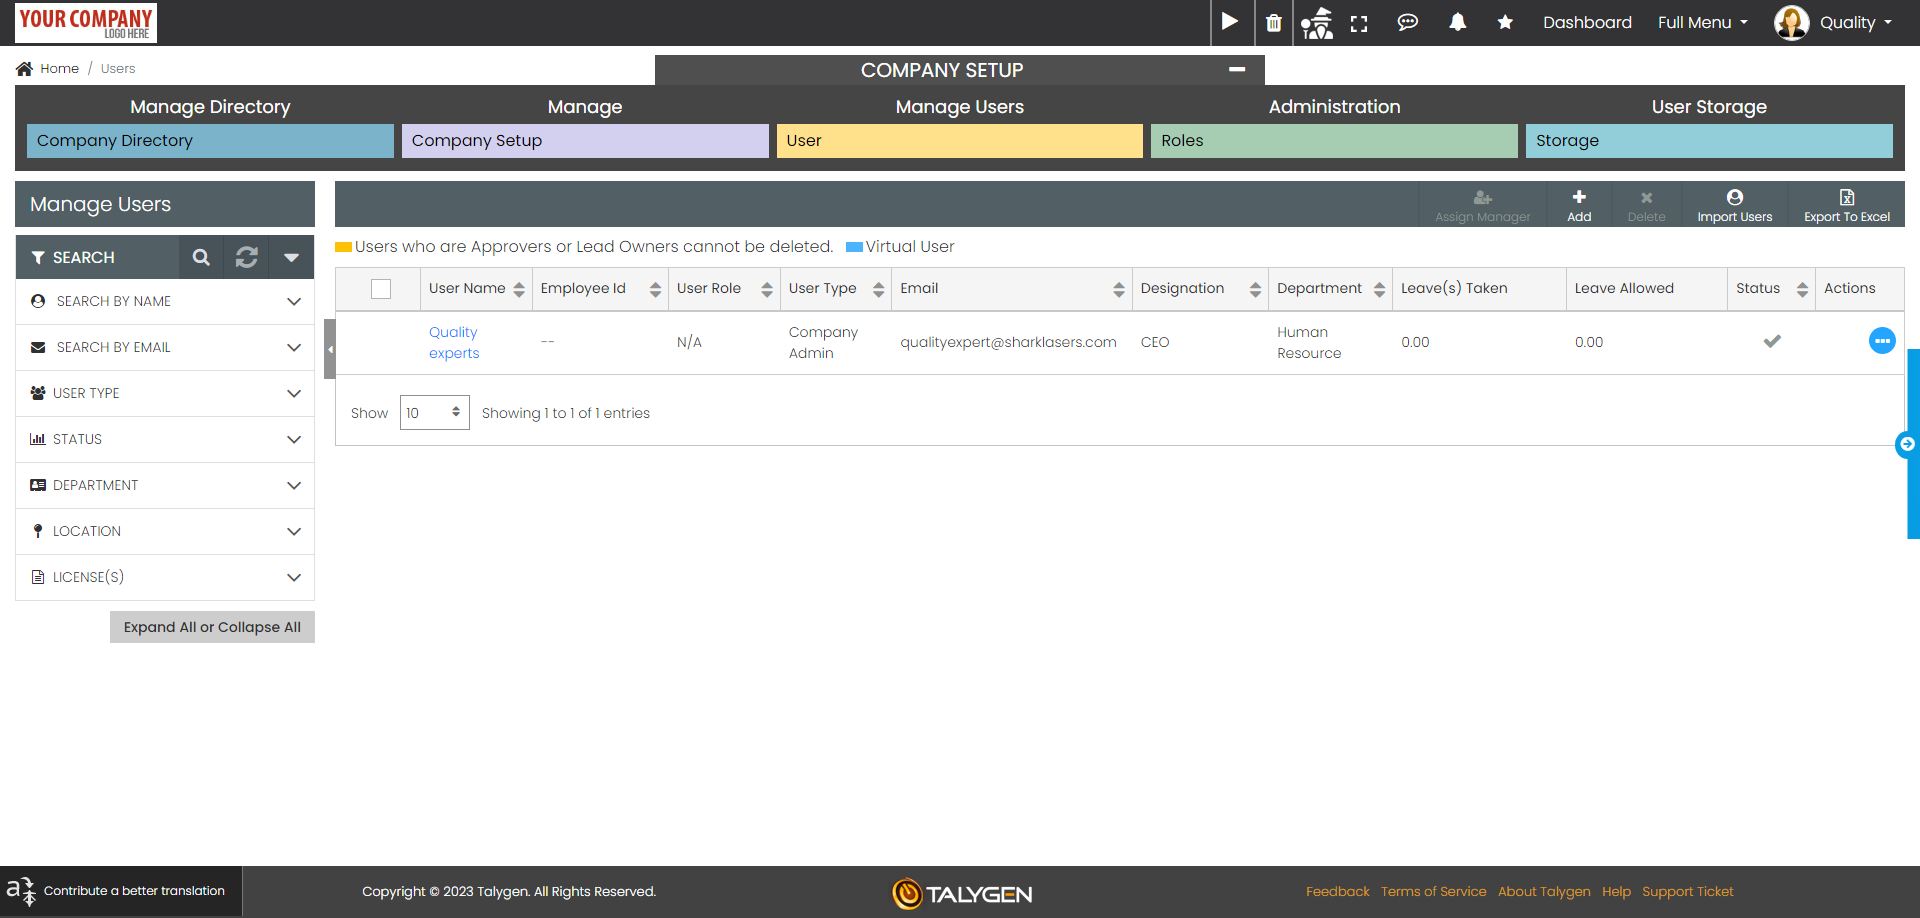 YOUR COMPANY
LOGO HERE
Dashboard
Full Menu
Quality
Home / Users
COMPANY SETUP
Manage Directory
Manage
Manage Users
Administration
User Storage
Company Directory
Company Setup
User
Roles
Storage
Manage Users
Assign Manager
Add
Delete
Import Users
Export To Excel
SEARCH
SEARCH BY NAME
SEARCH BY EMAIL
USER TYPE
STATUS
DEPARTMENT
LOCATION
LICENSE(S)
Expand All or Collapse All
Users who are Approvers or Lead Owners cannot be deleted. Virtual User
User Name Employee Id User Role User Type Email Designation Department Leave(s) Taken Leave Allowed Status Actions
Quality experts
--
N/A
Company Admin
qualityexpert@sharklasers.com
CEO
Human Resource
0.00
0.00
Show 10 Showing 1 to 1 of 1 entries
Contribute a better translation
Copyright © 2023 Talygen. All Rights Reserved.
TALYGEN
Feedback Terms of Service About Talygen Help Support Ticket